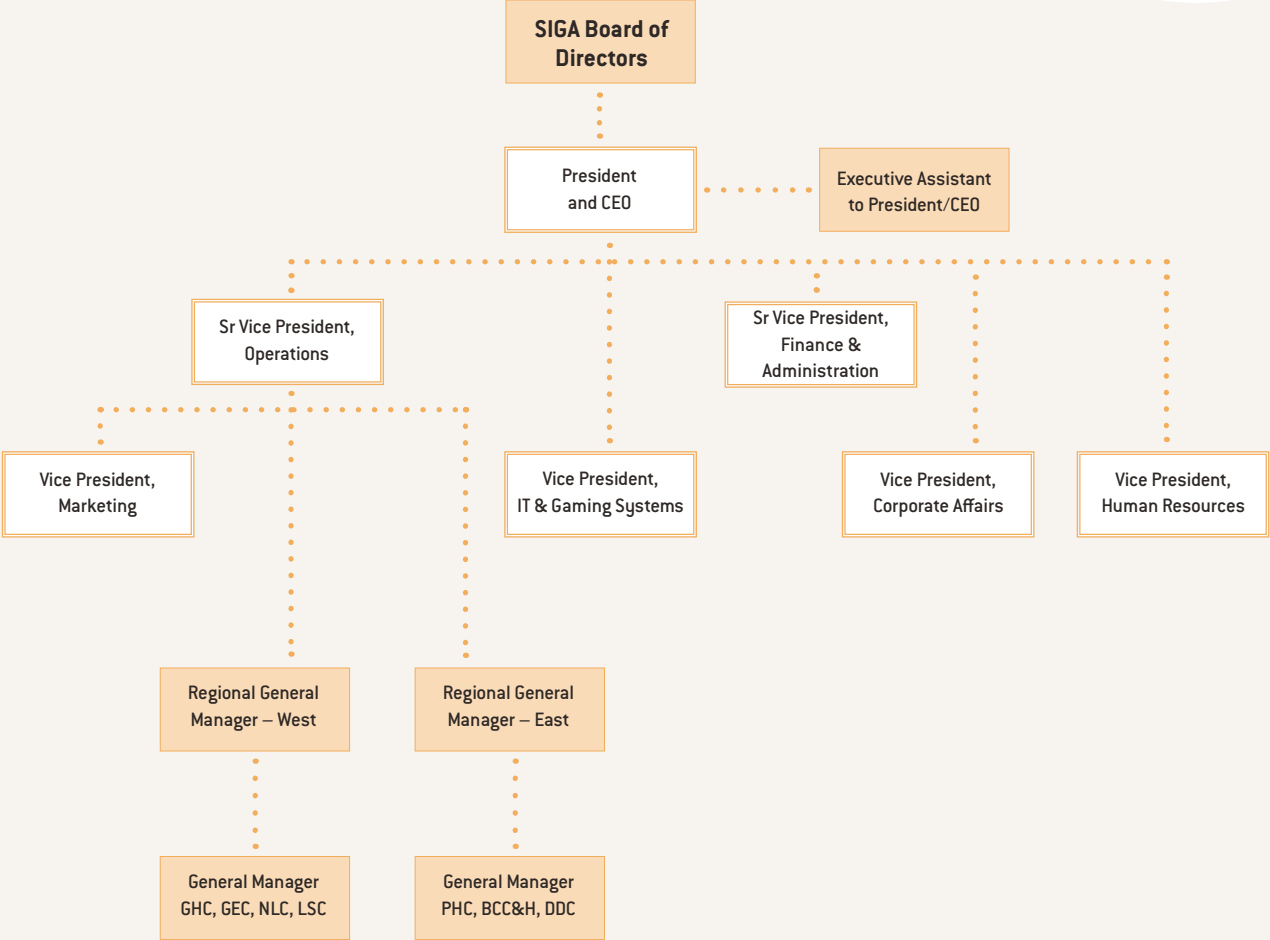 SIGA Board of
Directors
President
and CEO
Executive Assistant
to President/CEO
Sr Vice President,
Operations
Sr Vice President,
Finance &
Administration
Vice President,
Marketing
Vice President,
IT & Gaming Systems
Vice President,
Corporate Affairs
Vice President,
Human Resources
Regional General
Manager – West
Regional General
Manager – East
General Manager
GHC, GEC, NLC, LSC
General Manager
PHC, BCC&H, DDC